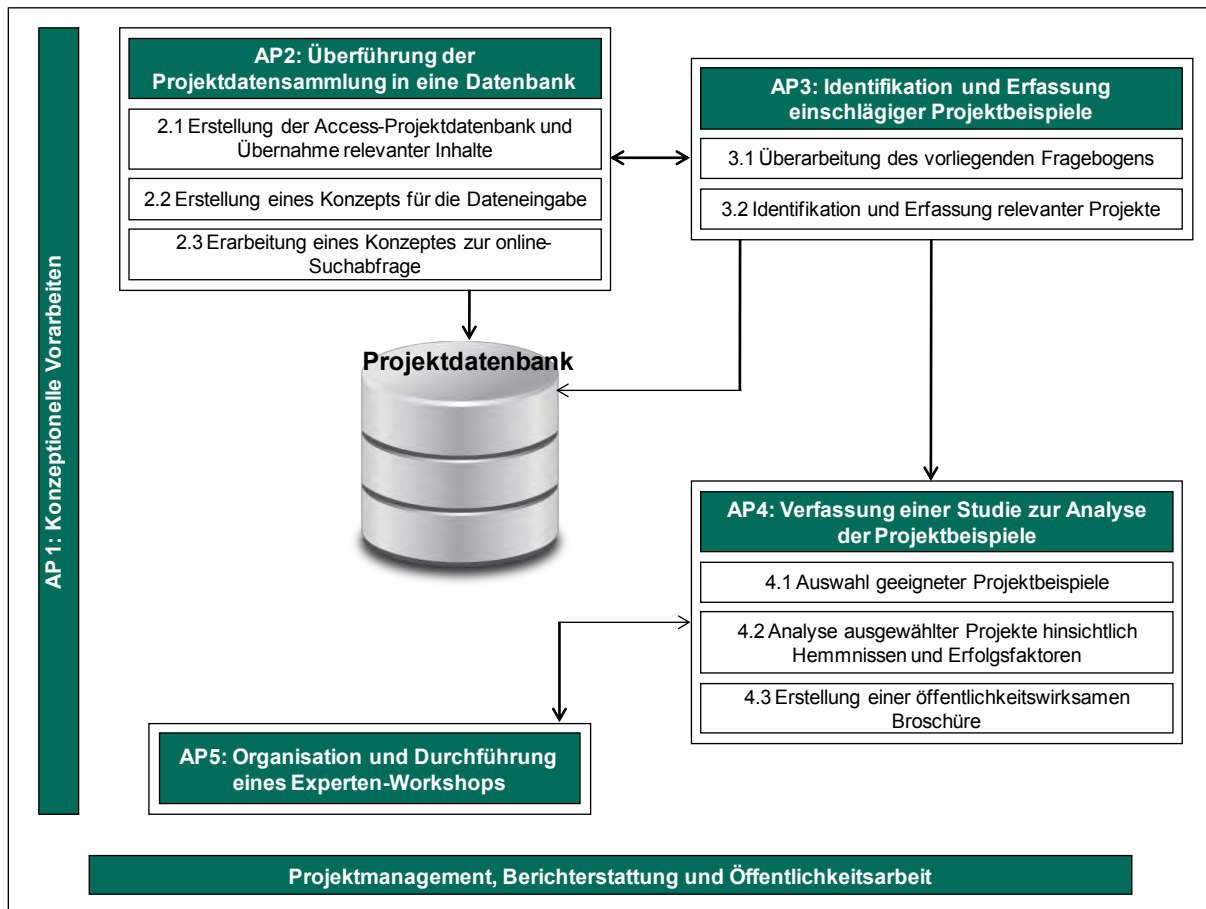 AP1: Konzeptionelle Vorarbeiten
AP2: Überführung der
Projektdatensammlung in eine Datenbank
2.1 Erstellung der Access-Projektdatenbank und
Übernahme relevanter Inhalte
2.2 Erstellung eines Konzepts für die Dateneingabe
2.3 Erarbeitung eines Konzeptes zur online-
Suchabfrage
AP3: Identifikation und Erfassung
einschlägiger Projektbeispiele
3.1 Überarbeitung des vorliegenden Fragebogens
3.2 Identifikation und Erfassung relevanter Projekte
Projektdatenbank
AP4: Verfassung einer Studie zur Analyse
der Projektbeispiele
4.1 Auswahl geeigneter Projektbeispiele
4.2 Analyse ausgewählter Projekte hinsichtlich
Hemmnissen und Erfolgsfaktoren
4.3 Erstellung einer öffentlichkeitswirksamen
Broschüre
AP5: Organisation und Durchführung
eines Experten-Workshops
Projektmanagement, Berichterstattung und Öffentlichkeitsarbeit